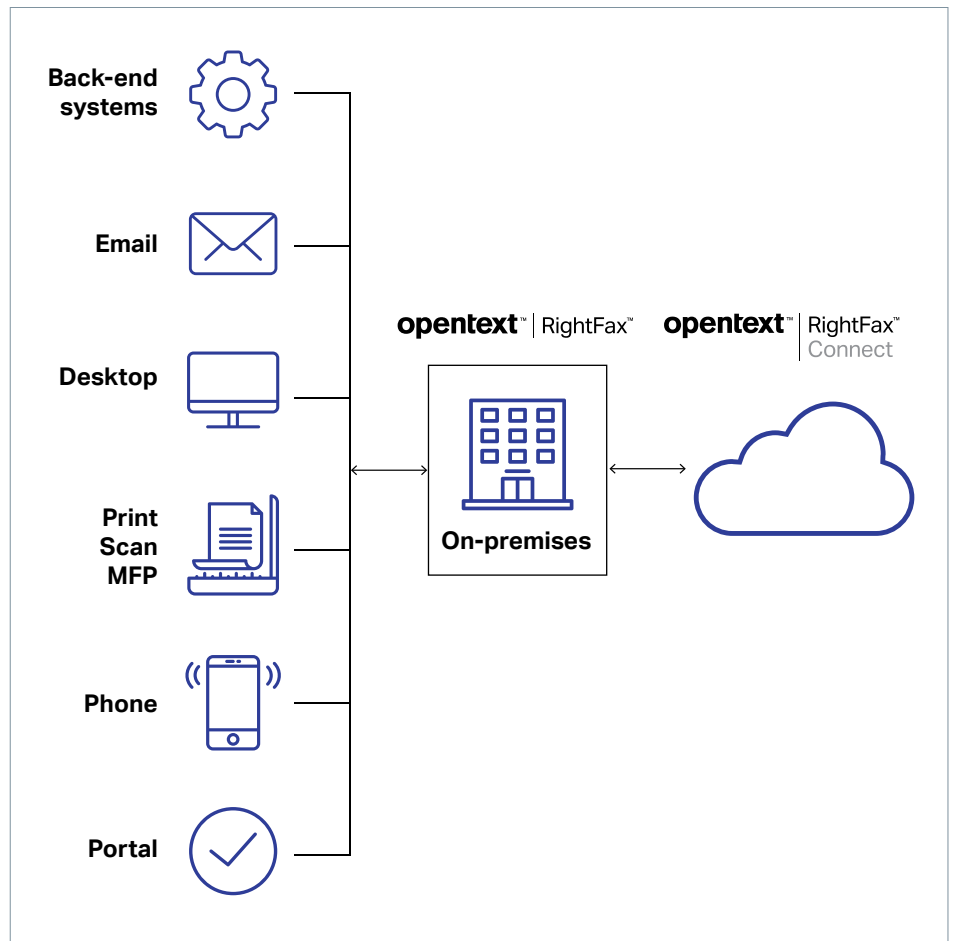 Back-end
systems
Email
Desktop
Print
Scan
MFP
Phone
Portal
opentext™ | RightFax™
On-premises
opentext™ | RightFax™
Connect